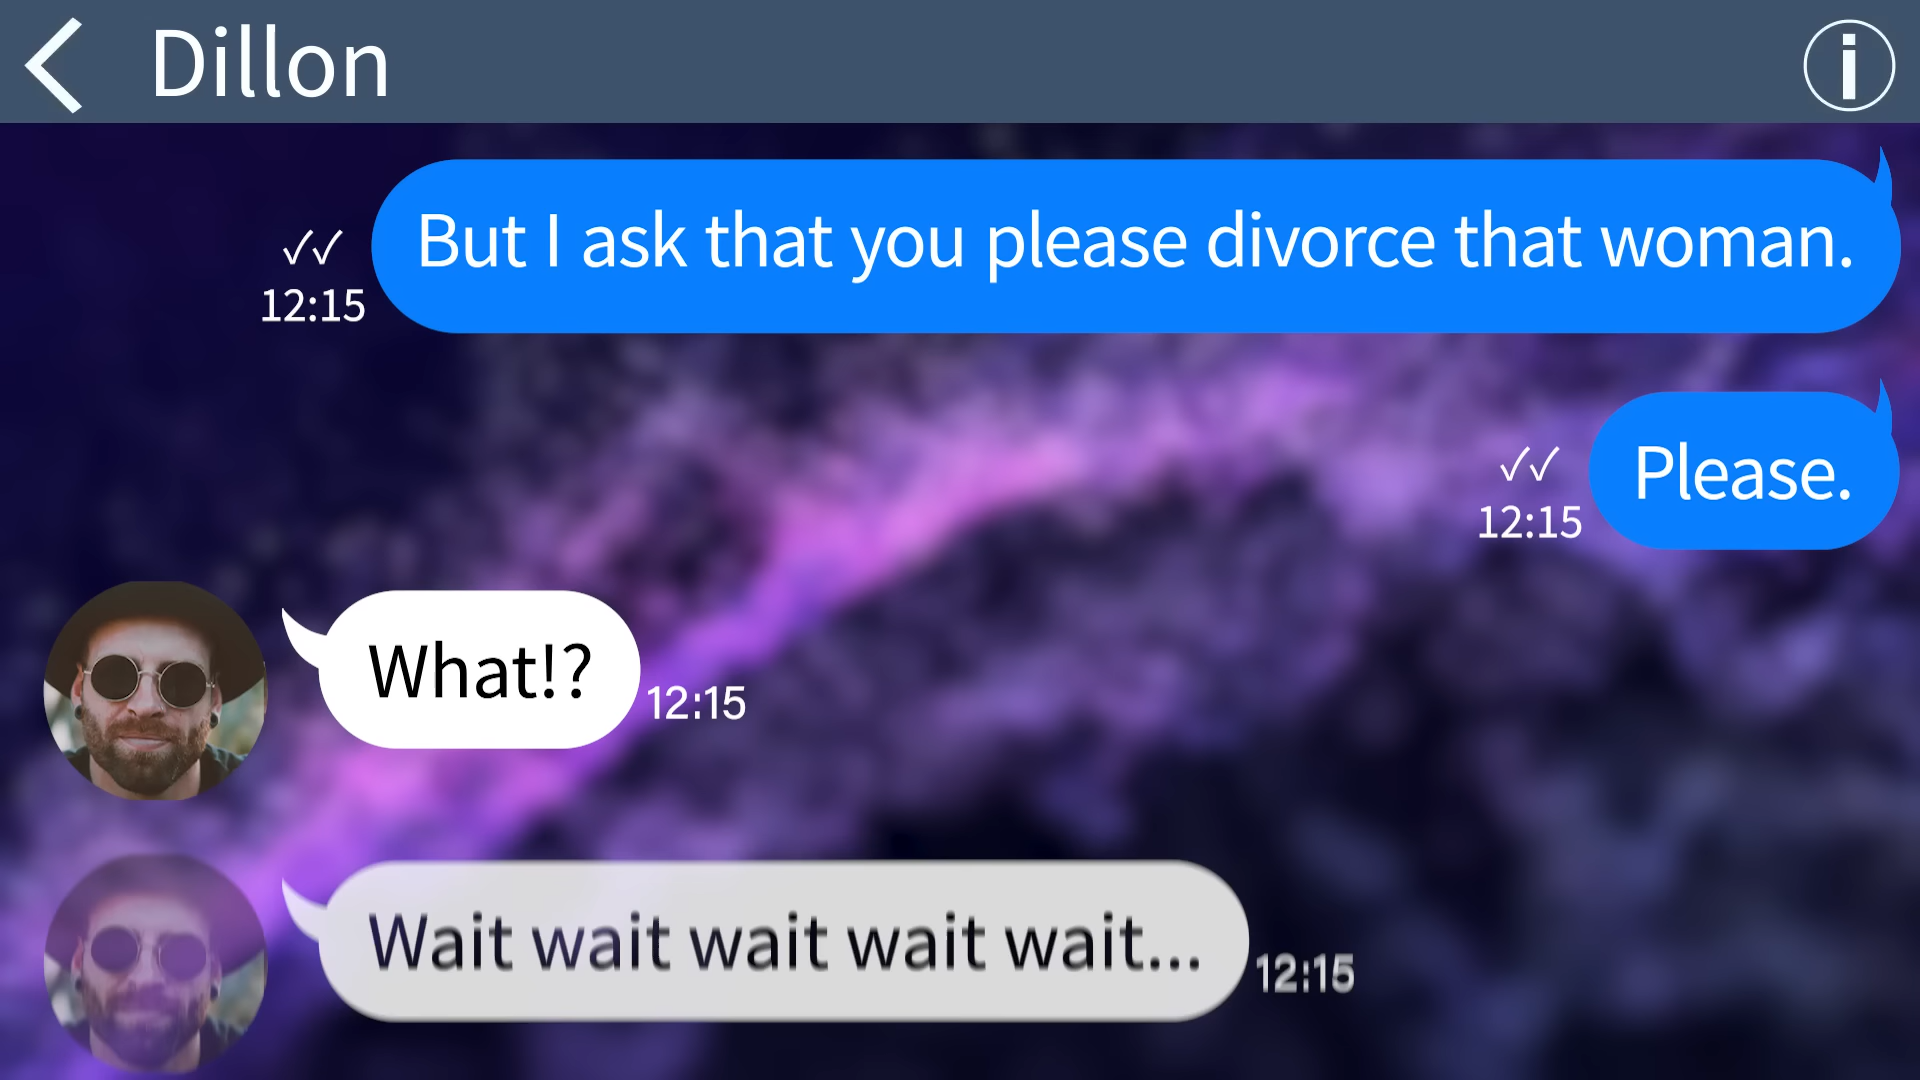 Dillon
But I ask that you please divorce that woman.
✓✓
12:15
Please.
✓✓
12:15
What!?
12:15
Wait wait wait wait wait...
12:15